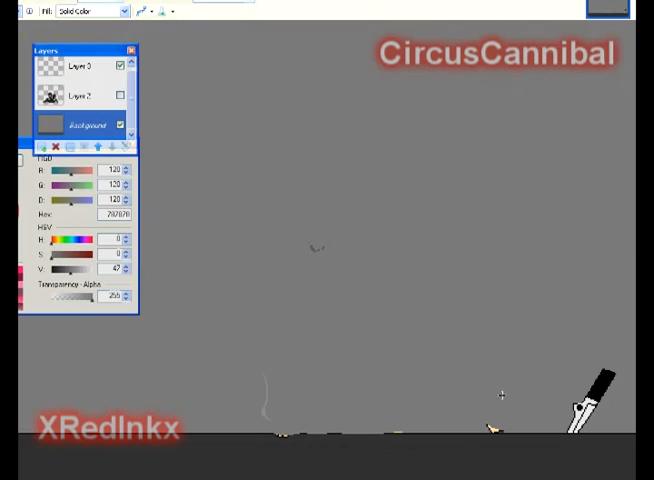 Fill: Solid Color
CircusCannibal
Layers
Layer 3
Layer 2
Background
R: 120
G: 120
120
Hex: 787878
HSV
H: 0
S: 0
V: 47
Transparency - Alpha
255
XRedInkx